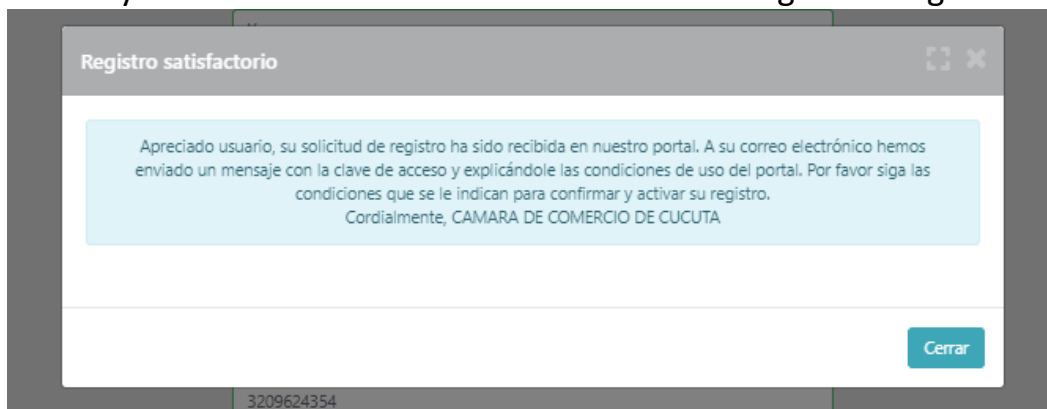 Registro satisfactorio
Apreciado usuario, su solicitud de registro ha sido recibida en nuestro portal. A su correo electrónico hemos
enviado un mensaje con la clave de acceso y explicándole las condiciones de uso del portal. Por favor siga las
condiciones que se le indican para confirmar y activar su registro.
Cordialmente, CAMARA DE COMERCIO DE CUCUTA
Cerrar
3209624354